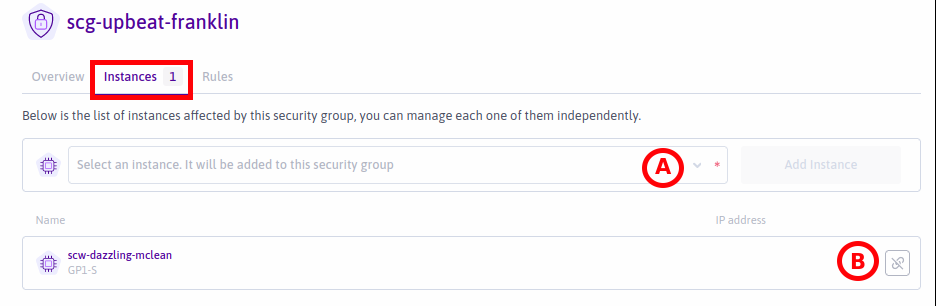 scg-upbeat-franklin
Overview Instances 1 Rules
Below is the list of instances affected by this security group, you can manage each one of them independently.
Select an instance. It will be added to this security group A * Add Instance
Name IP address
scw-dazzling-mclean
GP1-S
B